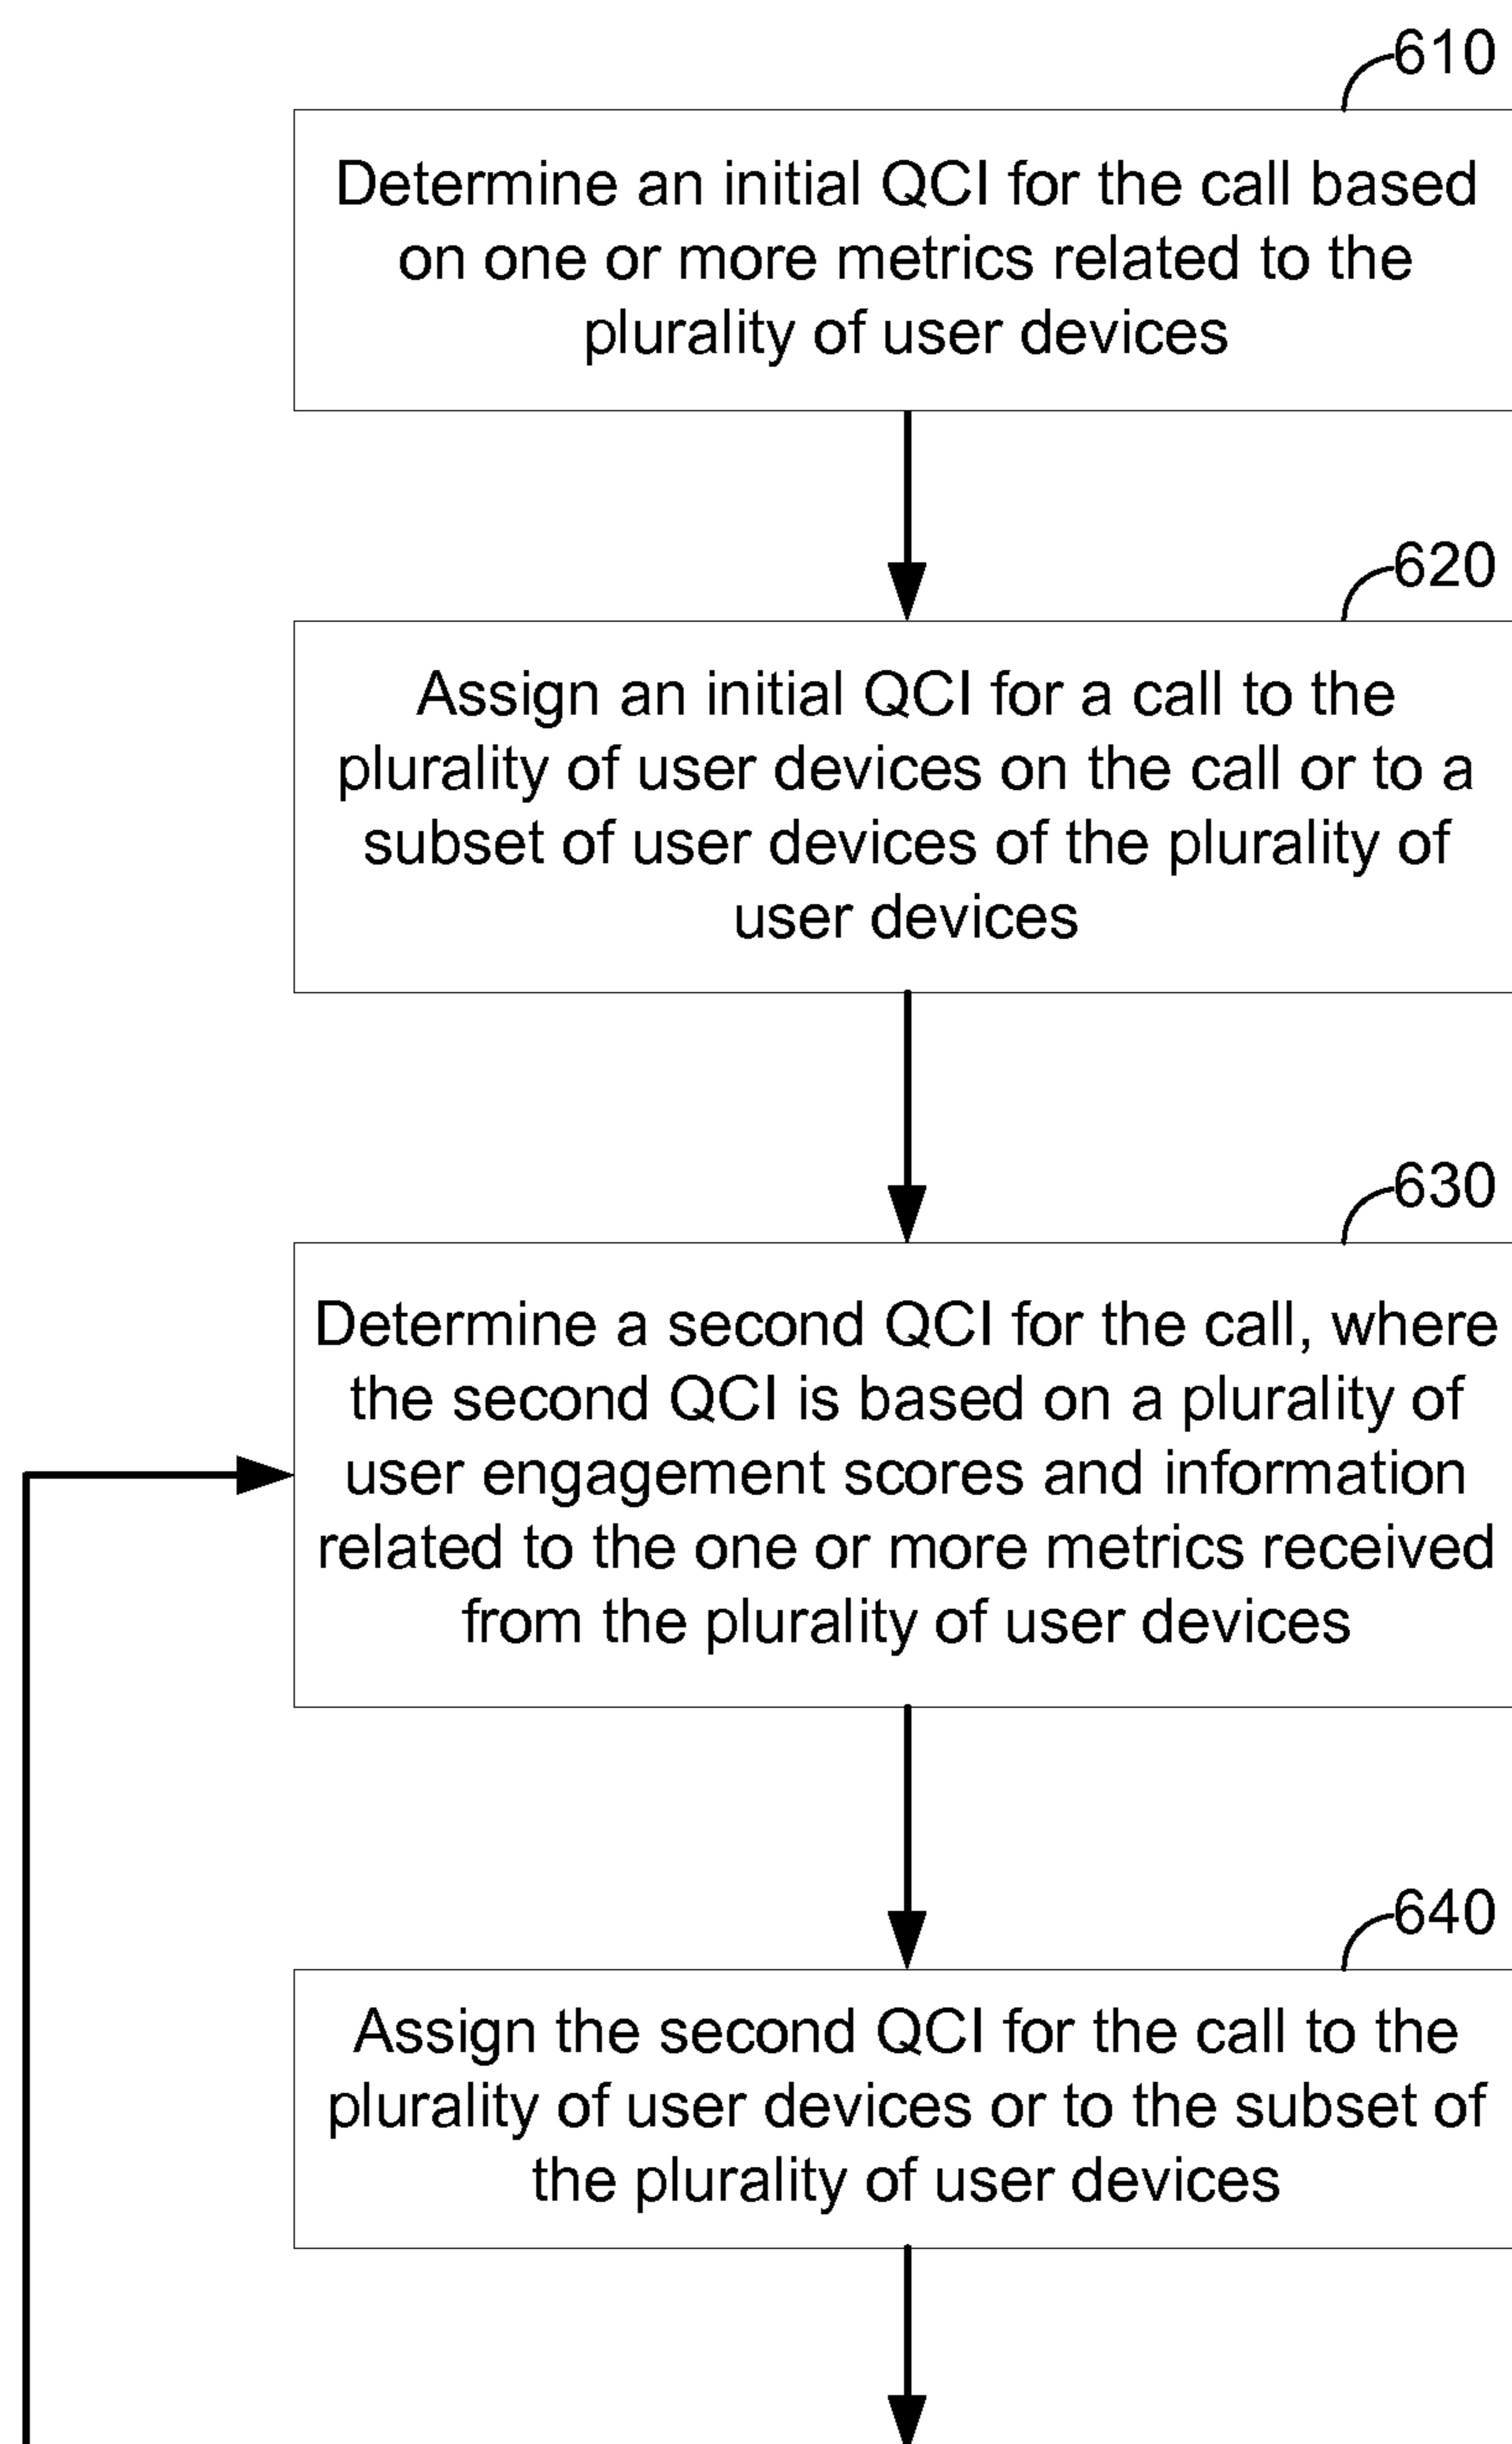 610
Determine an initial QCI for the call based
on one or more metrics related to the
plurality of user devices
620
Assign an initial QCI for a call to the
plurality of user devices on the call or to a
subset of user devices of the plurality of
user devices
630
Determine a second QCI for the call, where
the second QCI is based on a plurality of
user engagement scores and information
related to the one or more metrics received
from the plurality of user devices
640
Assign the second QCI for the call to the
plurality of user devices or to the subset of
the plurality of user devices